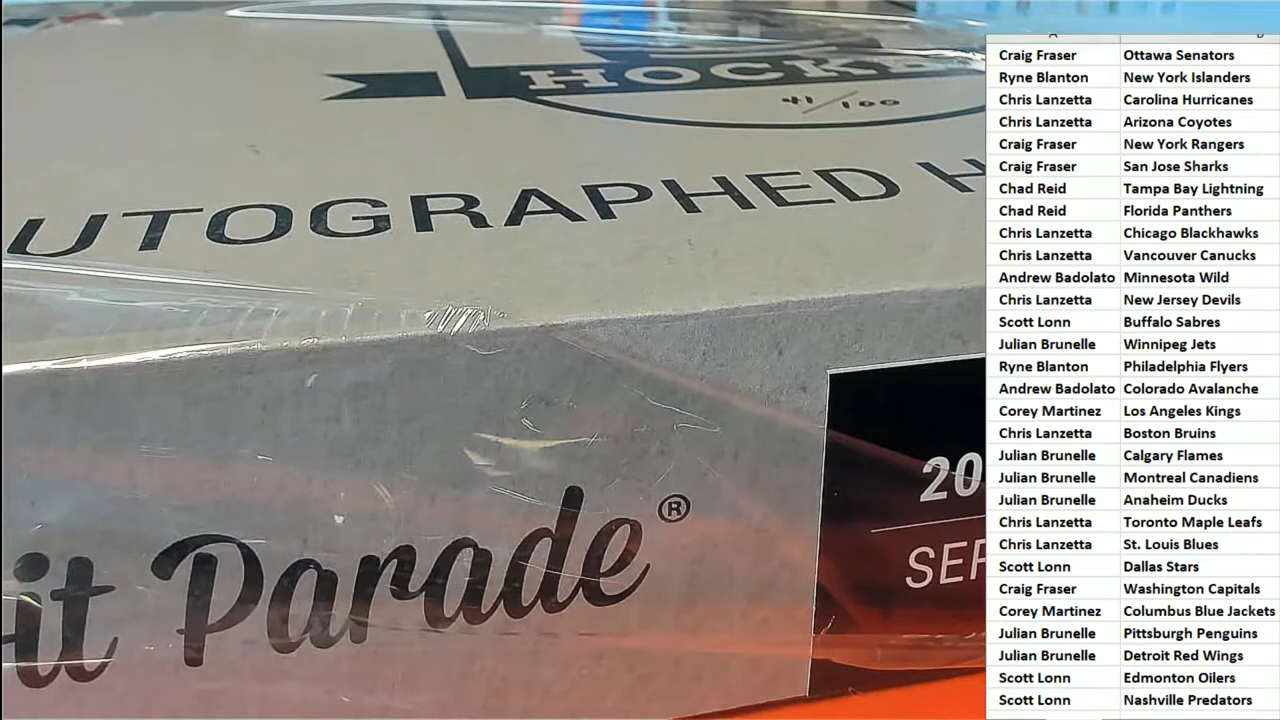 HOCKE
41/100
UTOGRAPHED H
it Parade®
20
SER
Craig Fraser Ottawa Senators
Ryne Blanton New York Islanders
Chris Lanzetta Carolina Hurricanes
Chris Lanzetta Arizona Coyotes
Craig Fraser New York Rangers
Craig Fraser San Jose Sharks
Chad Reid Tampa Bay Lightning
Chad Reid Florida Panthers
Chris Lanzetta Chicago Blackhawks
Chris Lanzetta Vancouver Canucks
Andrew Badolato Minnesota Wild
Chris Lanzetta New Jersey Devils
Scott Lonn Buffalo Sabres
Julian Brunelle Winnipeg Jets
Ryne Blanton Philadelphia Flyers
Andrew Badolato Colorado Avalanche
Corey Martinez Los Angeles Kings
Chris Lanzetta Boston Bruins
Julian Brunelle Calgary Flames
Julian Brunelle Montreal Canadiens
Julian Brunelle Anaheim Ducks
Chris Lanzetta Toronto Maple Leafs
Chris Lanzetta St. Louis Blues
Scott Lonn Dallas Stars
Craig Fraser Washington Capitals
Corey Martinez Columbus Blue Jackets
Julian Brunelle Pittsburgh Penguins
Julian Brunelle Detroit Red Wings
Scott Lonn Edmonton Oilers
Scott Lonn Nashville Predators